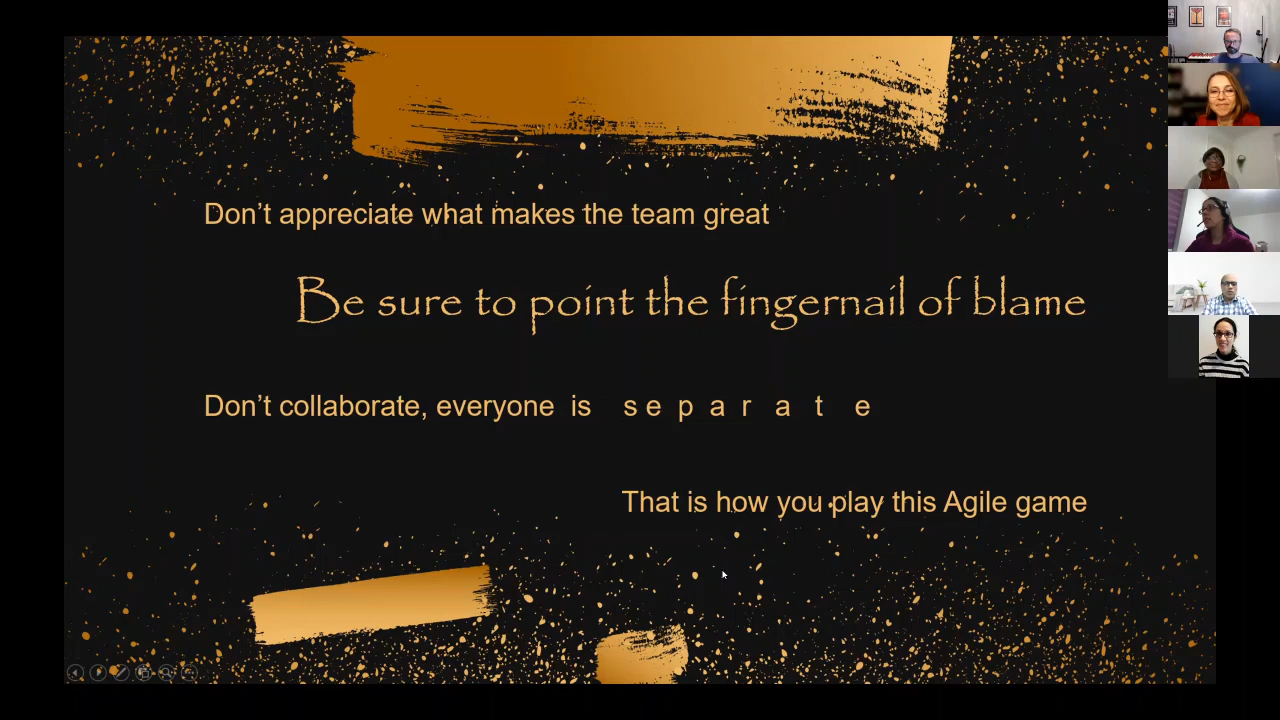 Don't appreciate what makes the team great
Be sure to point the fingernail of blame
Don't collaborate, everyone is s e p a r a t e
That is how you play this Agile game